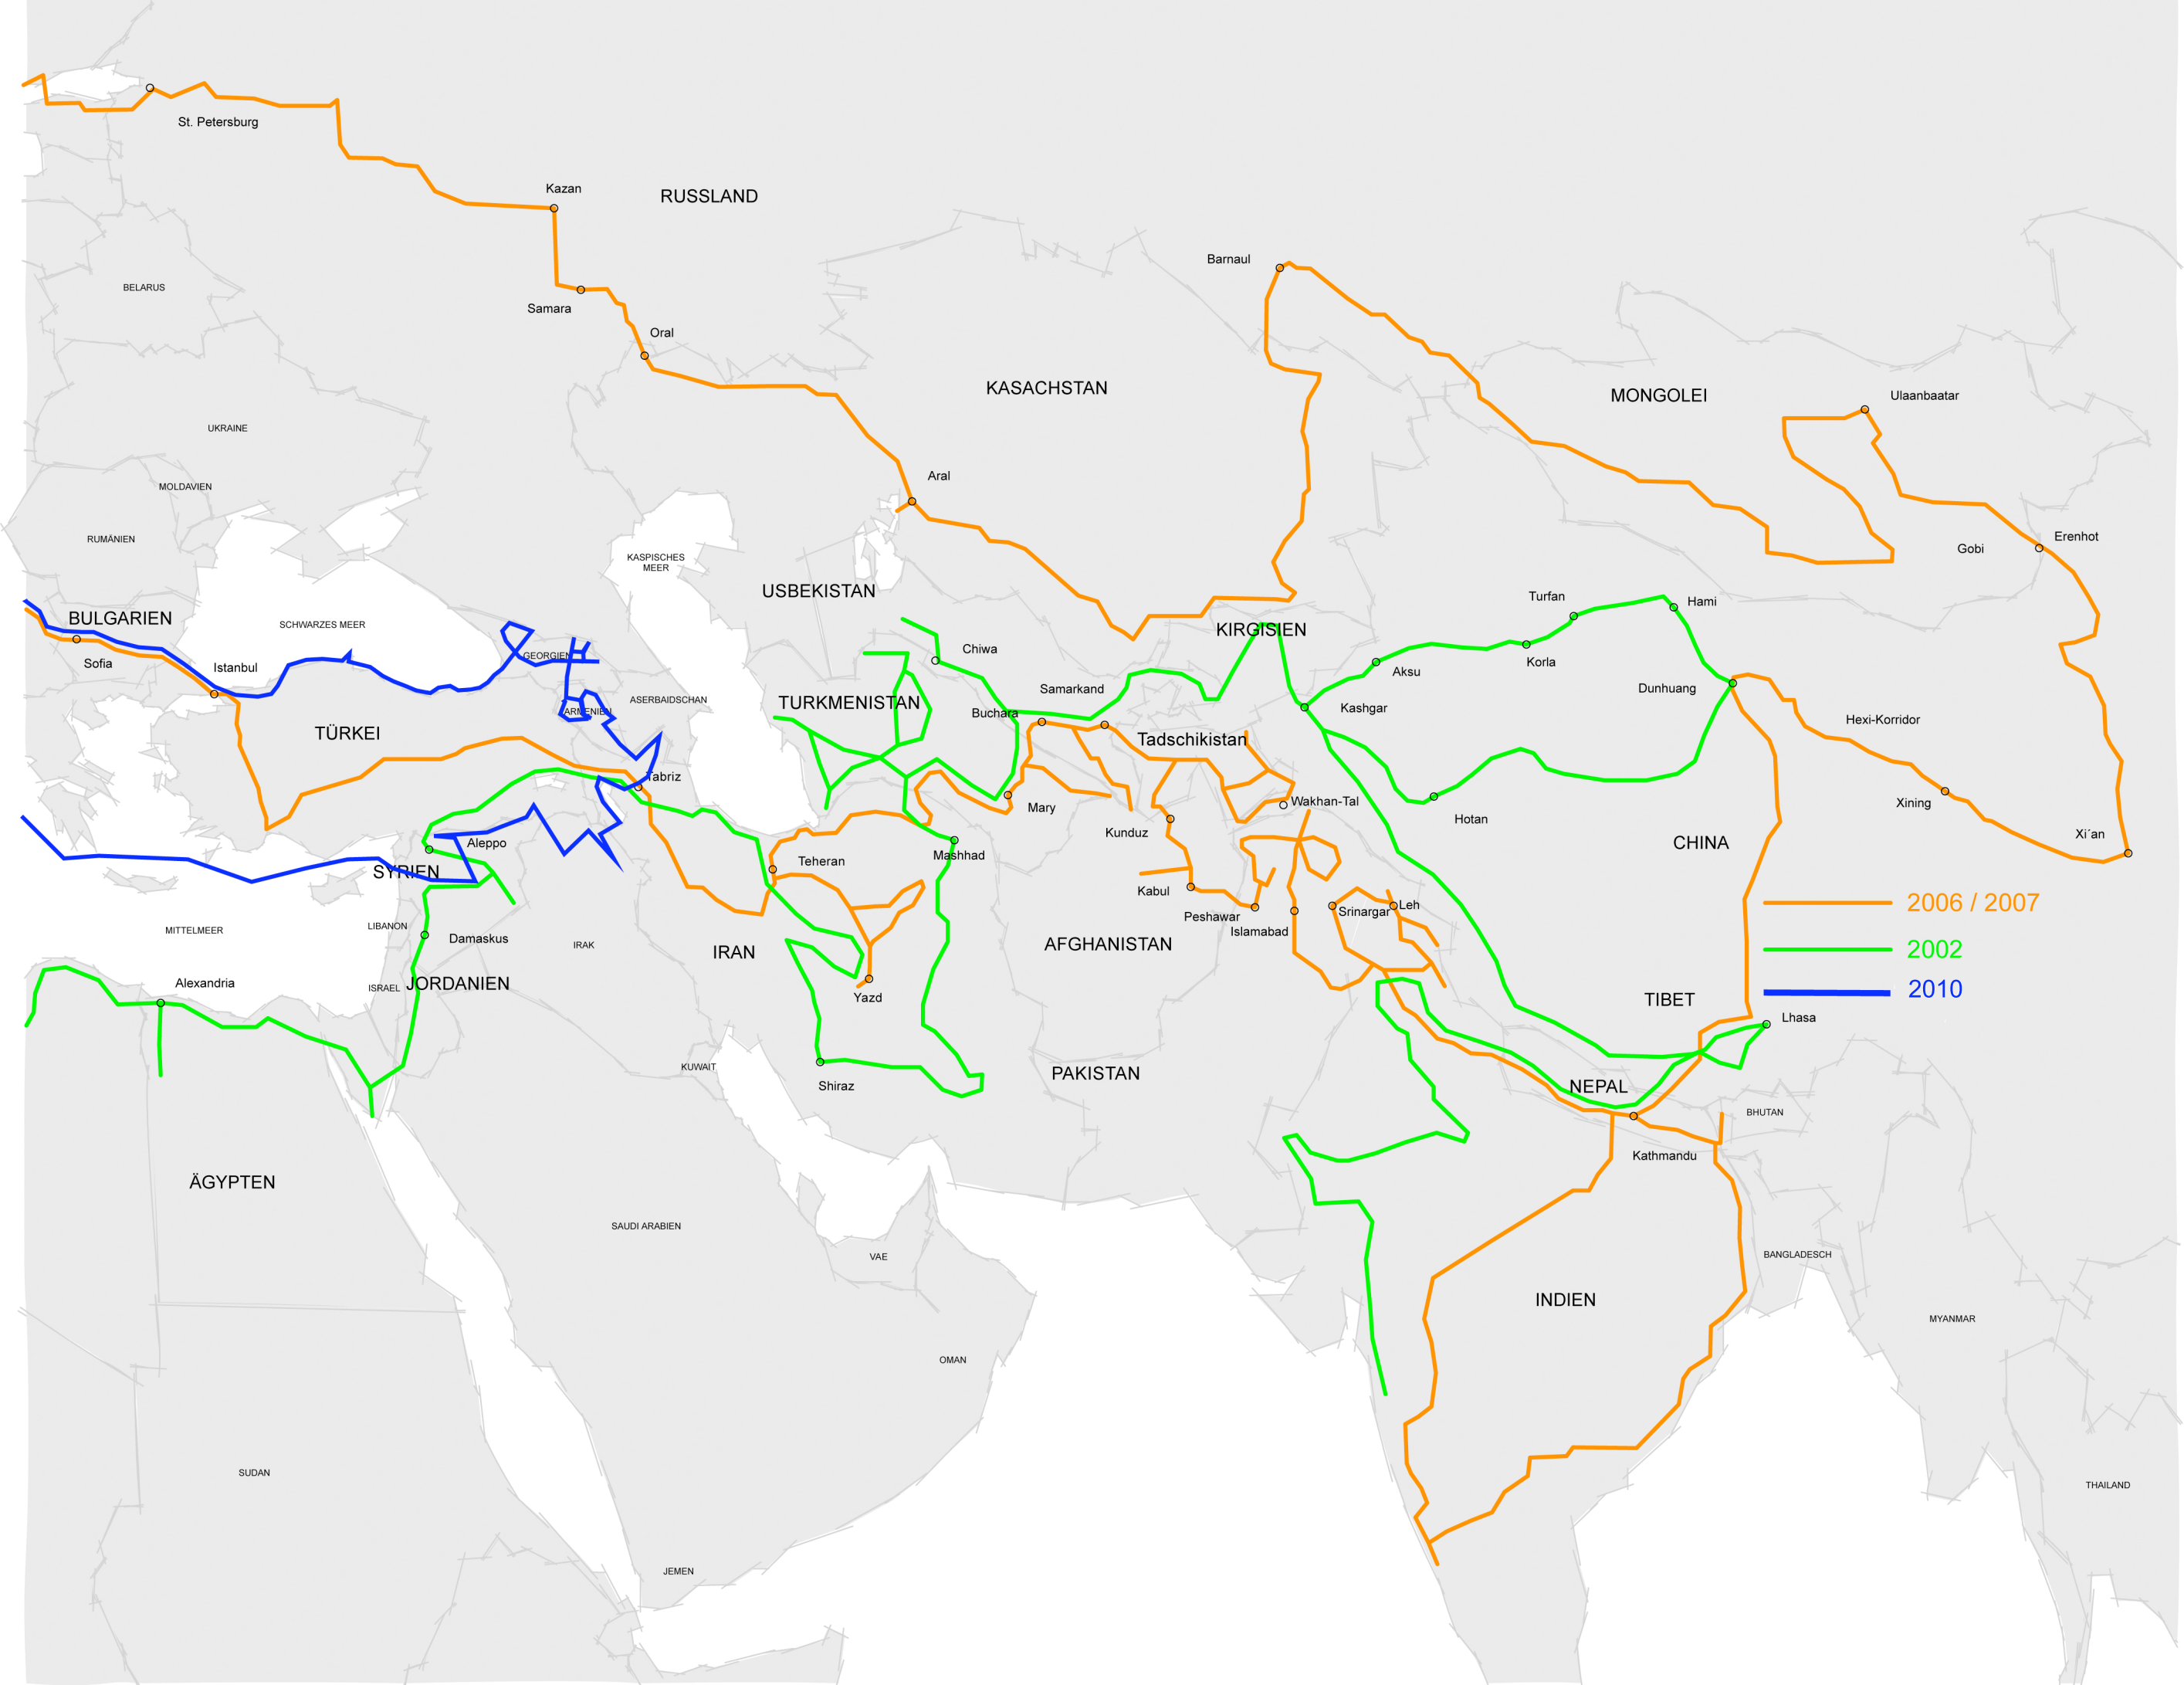 St. Petersburg
Kazan
RUSSLAND
Barnaul
BELARUS
Samara
Oral
KASACHSTAN
MONGOLEI
Ulaanbaatar
UKRAINE
Aral
MOLDAVIEN
RUMÄNIEN
Erenhot
Gobi
KASPISCHES
MEER
USBEKISTAN
Turfan
Hami
BULGARIEN
SCHWARZES MEER
KIRGISIEN
Chiwa
GEORGIEN
Sofia
Istanbul
Korla
Aksu
Samarkand
Dunhuang
ASERBAIDSCHAN
TURKMENISTAN
Kashgar
ARMENIEN
Buchara
Hexi-Korridor
TÜRKEI
Tadschikistan
Tabriz
Wakhan-Tal
Mary
Xining
Hotan
Kunduz
Xi´an
Aleppo
CHINA
Mashhad
Teheran
SYRIEN
Kabul
2006 / 2007
Leh
Srinargar
Peshawar
LIBANON
MITTELMEER
Islamabad
Damaskus
IRAK
AFGHANISTAN
2002
IRAN
JORDANIEN
Alexandria
ISRAEL
2010
Yazd
TIBET
Lhasa
KUWAIT
PAKISTAN
Shiraz
NEPAL
BHUTAN
Kathmandu
ÄGYPTEN
SAUDI ARABIEN
BANGLADESCH
VAE
INDIEN
MYANMAR
OMAN
SUDAN
THAILAND
JEMEN